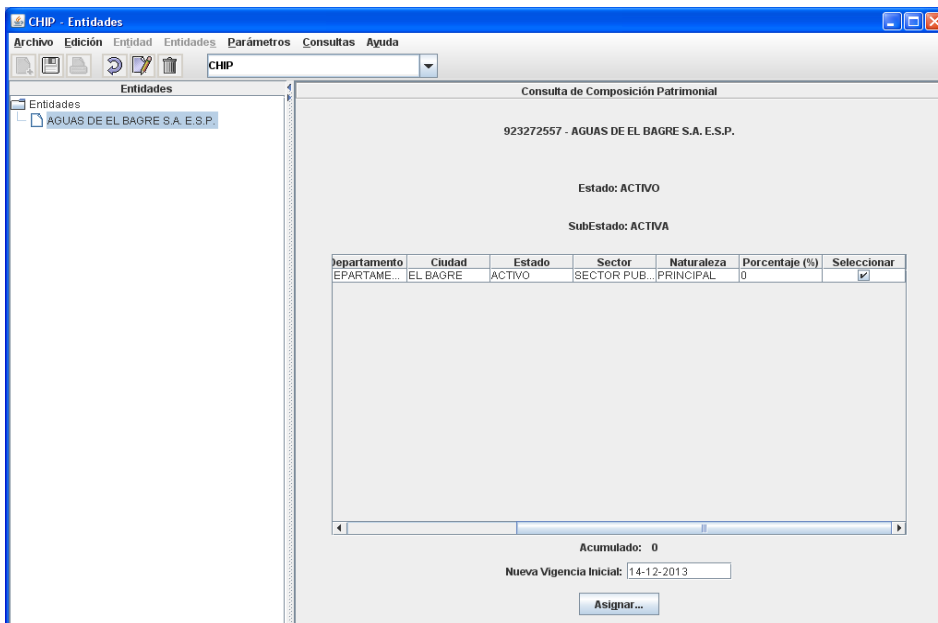 CHIP - Entidades
Archivo Edición Entidad Entidades Parámetros Consultas Ayuda
CHIP
Entidades
Entidades
AGUAS DE EL BAGRE S.A. E.S.P.
Consulta de Composición Patrimonial
923272557 - AGUAS DE EL BAGRE S.A. E.S.P.
Estado: ACTIVO
SubEstado: ACTIVA
Departamento Ciudad Estado Sector Naturaleza Porcentaje (%) Seleccionar
EPARTAME... EL BAGRE ACTIVO SECTOR PUB... PRINCIPAL 0
Acumulado: 0
Nueva Vigencia Inicial: 14-12-2013
Asignar...